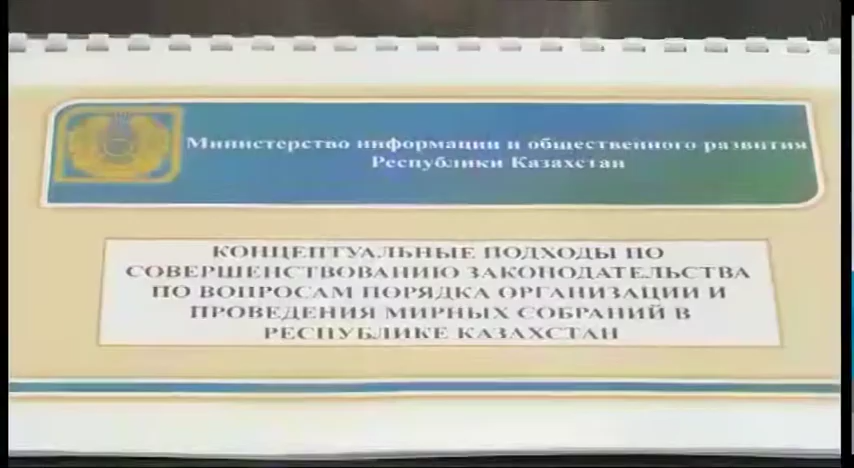 Министерство информации и общественного развития
Республики Казахстан
КОНЦЕПТУАЛЬНЫЕ ПОДХОДЫ ПО
СОВЕРШЕНСТВОВАНИЮ ЗАКОНОДАТЕЛЬСТВА
ПО ВОПРОСАМ ПОРЯДКА ОРГАНИЗАЦИИ И
ПРОВЕДЕНИЯ МИРНЫХ СОБРАНИЙ В
РЕСПУБЛИКЕ КАЗАХСТАН